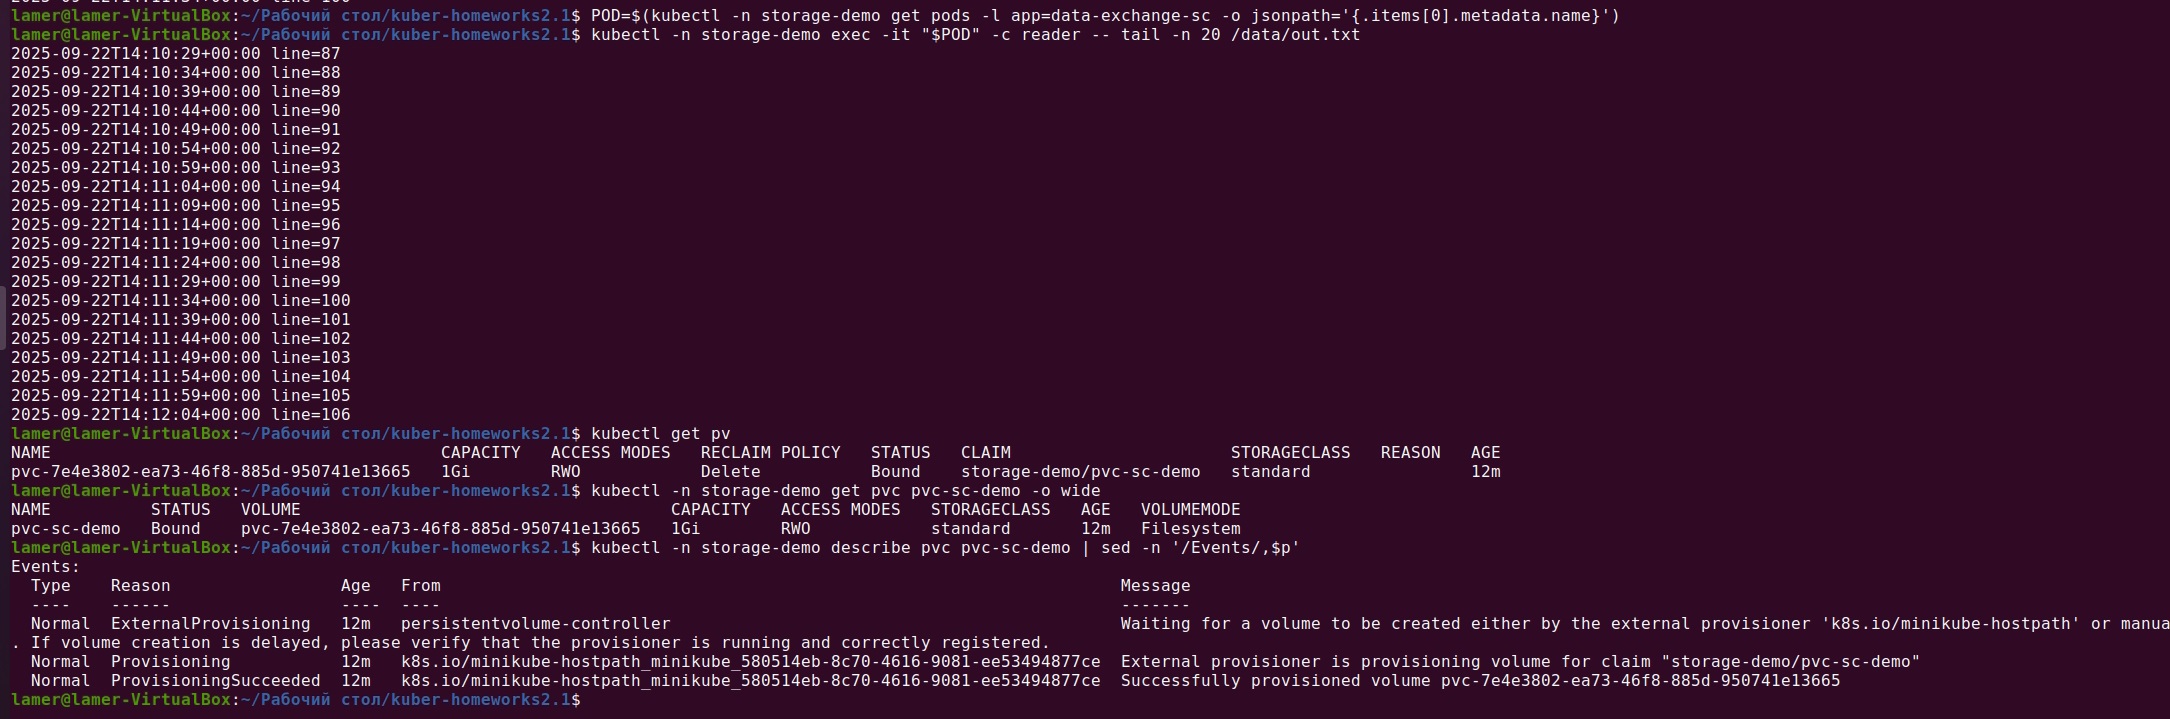 lamer@lamer-VirtualBox:~/Рабочий стол/kuber-homeworks2.1$ POD=$(kubectl -n storage-demo get pods -l app=data-exchange-sc -o jsonpath='{.items[0].metadata.name}')
lamer@lamer-VirtualBox:~/Рабочий стол/kuber-homeworks2.1$ kubectl -n storage-demo exec -it "$POD" -c reader -- tail -n 20 /data/out.txt
2025-09-22T14:10:29+00:00 line=87
2025-09-22T14:10:34+00:00 line=88
2025-09-22T14:10:39+00:00 line=89
2025-09-22T14:10:44+00:00 line=90
2025-09-22T14:10:49+00:00 line=91
2025-09-22T14:10:54+00:00 line=92
2025-09-22T14:10:59+00:00 line=93
2025-09-22T14:11:04+00:00 line=94
2025-09-22T14:11:09+00:00 line=95
2025-09-22T14:11:14+00:00 line=96
2025-09-22T14:11:19+00:00 line=97
2025-09-22T14:11:24+00:00 line=98
2025-09-22T14:11:29+00:00 line=99
2025-09-22T14:11:34+00:00 line=100
2025-09-22T14:11:39+00:00 line=101
2025-09-22T14:11:44+00:00 line=102
2025-09-22T14:11:49+00:00 line=103
2025-09-22T14:11:54+00:00 line=104
2025-09-22T14:11:59+00:00 line=105
2025-09-22T14:12:04+00:00 line=106
lamer@lamer-VirtualBox:~/Рабочий стол/kuber-homeworks2.1$ kubectl get pv
NAME CAPACITY ACCESS MODES RECLAIM POLICY STATUS CLAIM STORAGECLASS REASON AGE
pvc-7e4e3802-ea73-46f8-885d-950741e13665 1Gi RWO Delete Bound storage-demo/pvc-sc-demo standard 12m
lamer@lamer-VirtualBox:~/Рабочий стол/kuber-homeworks2.1$ kubectl -n storage-demo get pvc pvc-sc-demo -o wide
NAME STATUS VOLUME CAPACITY ACCESS MODES STORAGECLASS AGE VOLUMEMODE
pvc-sc-demo Bound pvc-7e4e3802-ea73-46f8-885d-950741e13665 1Gi RWO standard 12m Filesystem
lamer@lamer-VirtualBox:~/Рабочий стол/kuber-homeworks2.1$ kubectl -n storage-demo describe pvc pvc-sc-demo | sed -n '/Events/,$p'
Events:
Type Reason Age From Message
---- ------ ---- ---- -------
Normal ExternalProvisioning 12m persistentvolume-controller Waiting for a volume to be created either by the external provisioner 'k8s.io/minikube-hostpath' or manua
. If volume creation is delayed, please verify that the provisioner is running and correctly registered.
Normal Provisioning 12m k8s.io/minikube-hostpath_minikube_580514eb-8c70-4616-9081-ee53494877ce External provisioner is provisioning volume for claim "storage-demo/pvc-sc-demo"
Normal ProvisioningSucceeded 12m k8s.io/minikube-hostpath_minikube_580514eb-8c70-4616-9081-ee53494877ce Successfully provisioned volume pvc-7e4e3802-ea73-46f8-885d-950741e13665
lamer@lamer-VirtualBox:~/Рабочий стол/kuber-homeworks2.1$